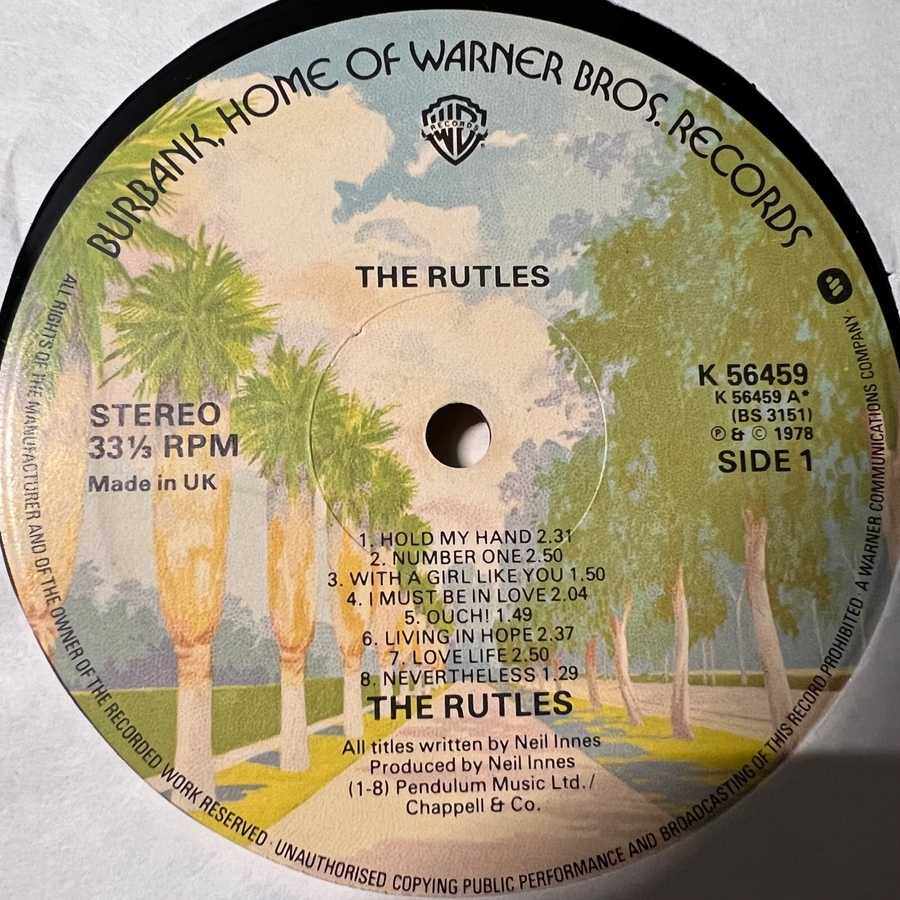 BURBANK, HOME OF WARNER BROS. RECORDS
RECORDS
THE RUTLES
STEREO
33⅓ RPM
Made in UK
K 56459
K 56459 A*
(BS 3151)
℗ & © 1978
SIDE 1
1. HOLD MY HAND 2.31
2. NUMBER ONE 2.50
3. WITH A GIRL LIKE YOU 1.50
4. I MUST BE IN LOVE 2.04
5. OUCH! 1.49
6. LIVING IN HOPE 2.37
7. LOVE LIFE 2.50
8. NEVERTHELESS 1.29
THE RUTLES
All titles written by Neil Innes
Produced by Neil Innes
(1-8) Pendulum Music Ltd./
Chappell & Co.
ALL RIGHTS OF THE MANUFACTURER AND OF THE OWNER OF THE RECORDED WORK RESERVED · UNAUTHORISED COPYING PUBLIC PERFORMANCE AND BROADCASTING OF THIS RECORD PROHIBITED A WARNER COMMUNICATIONS COMPANY